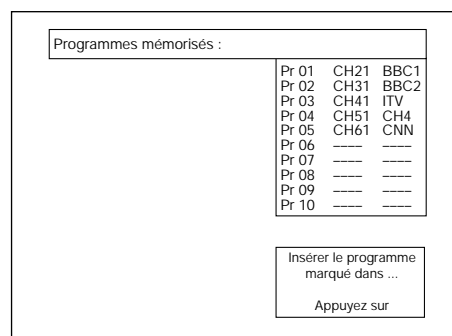 Programmes mémorisés :
Pr 01 CH21 BBC1
Pr 02 CH31 BBC2
Pr 03 CH41 ITV
Pr 04 CH51 CH4
Pr 05 CH61 CNN
Pr 06 ---- ----
Pr 07 ---- ----
Pr 08 ---- ----
Pr 09 ---- ----
Pr 10 ---- ----
Insérer le programme
marqué dans ...
Appuyez sur